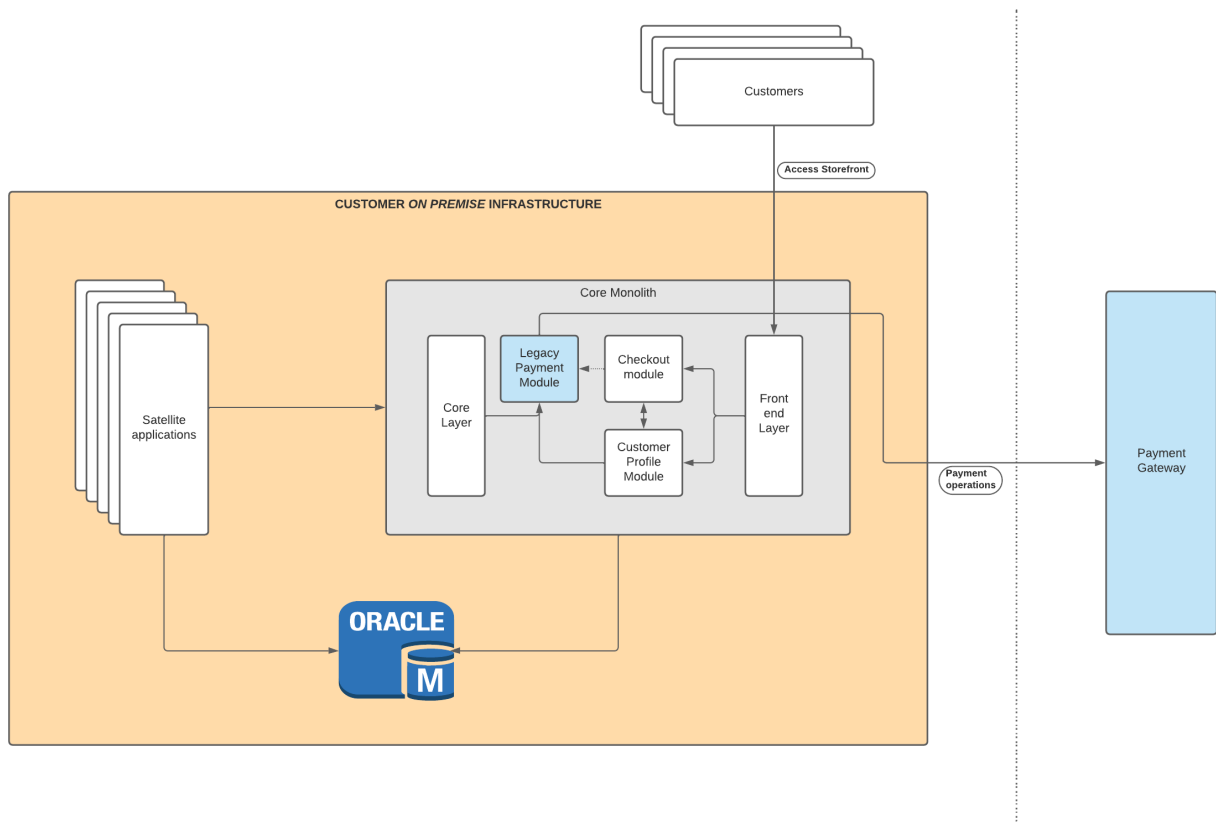 Customers
Access Storefront
CUSTOMER ON PREMISE INFRASTRUCTURE
Core Monolith
Legacy
Payment
Module
Checkout
module
Core
Layer
Front
end
Layer
Satellite
applications
Customer
Profile
Module
Payment
Gateway
Payment
operations
ORACLE
M